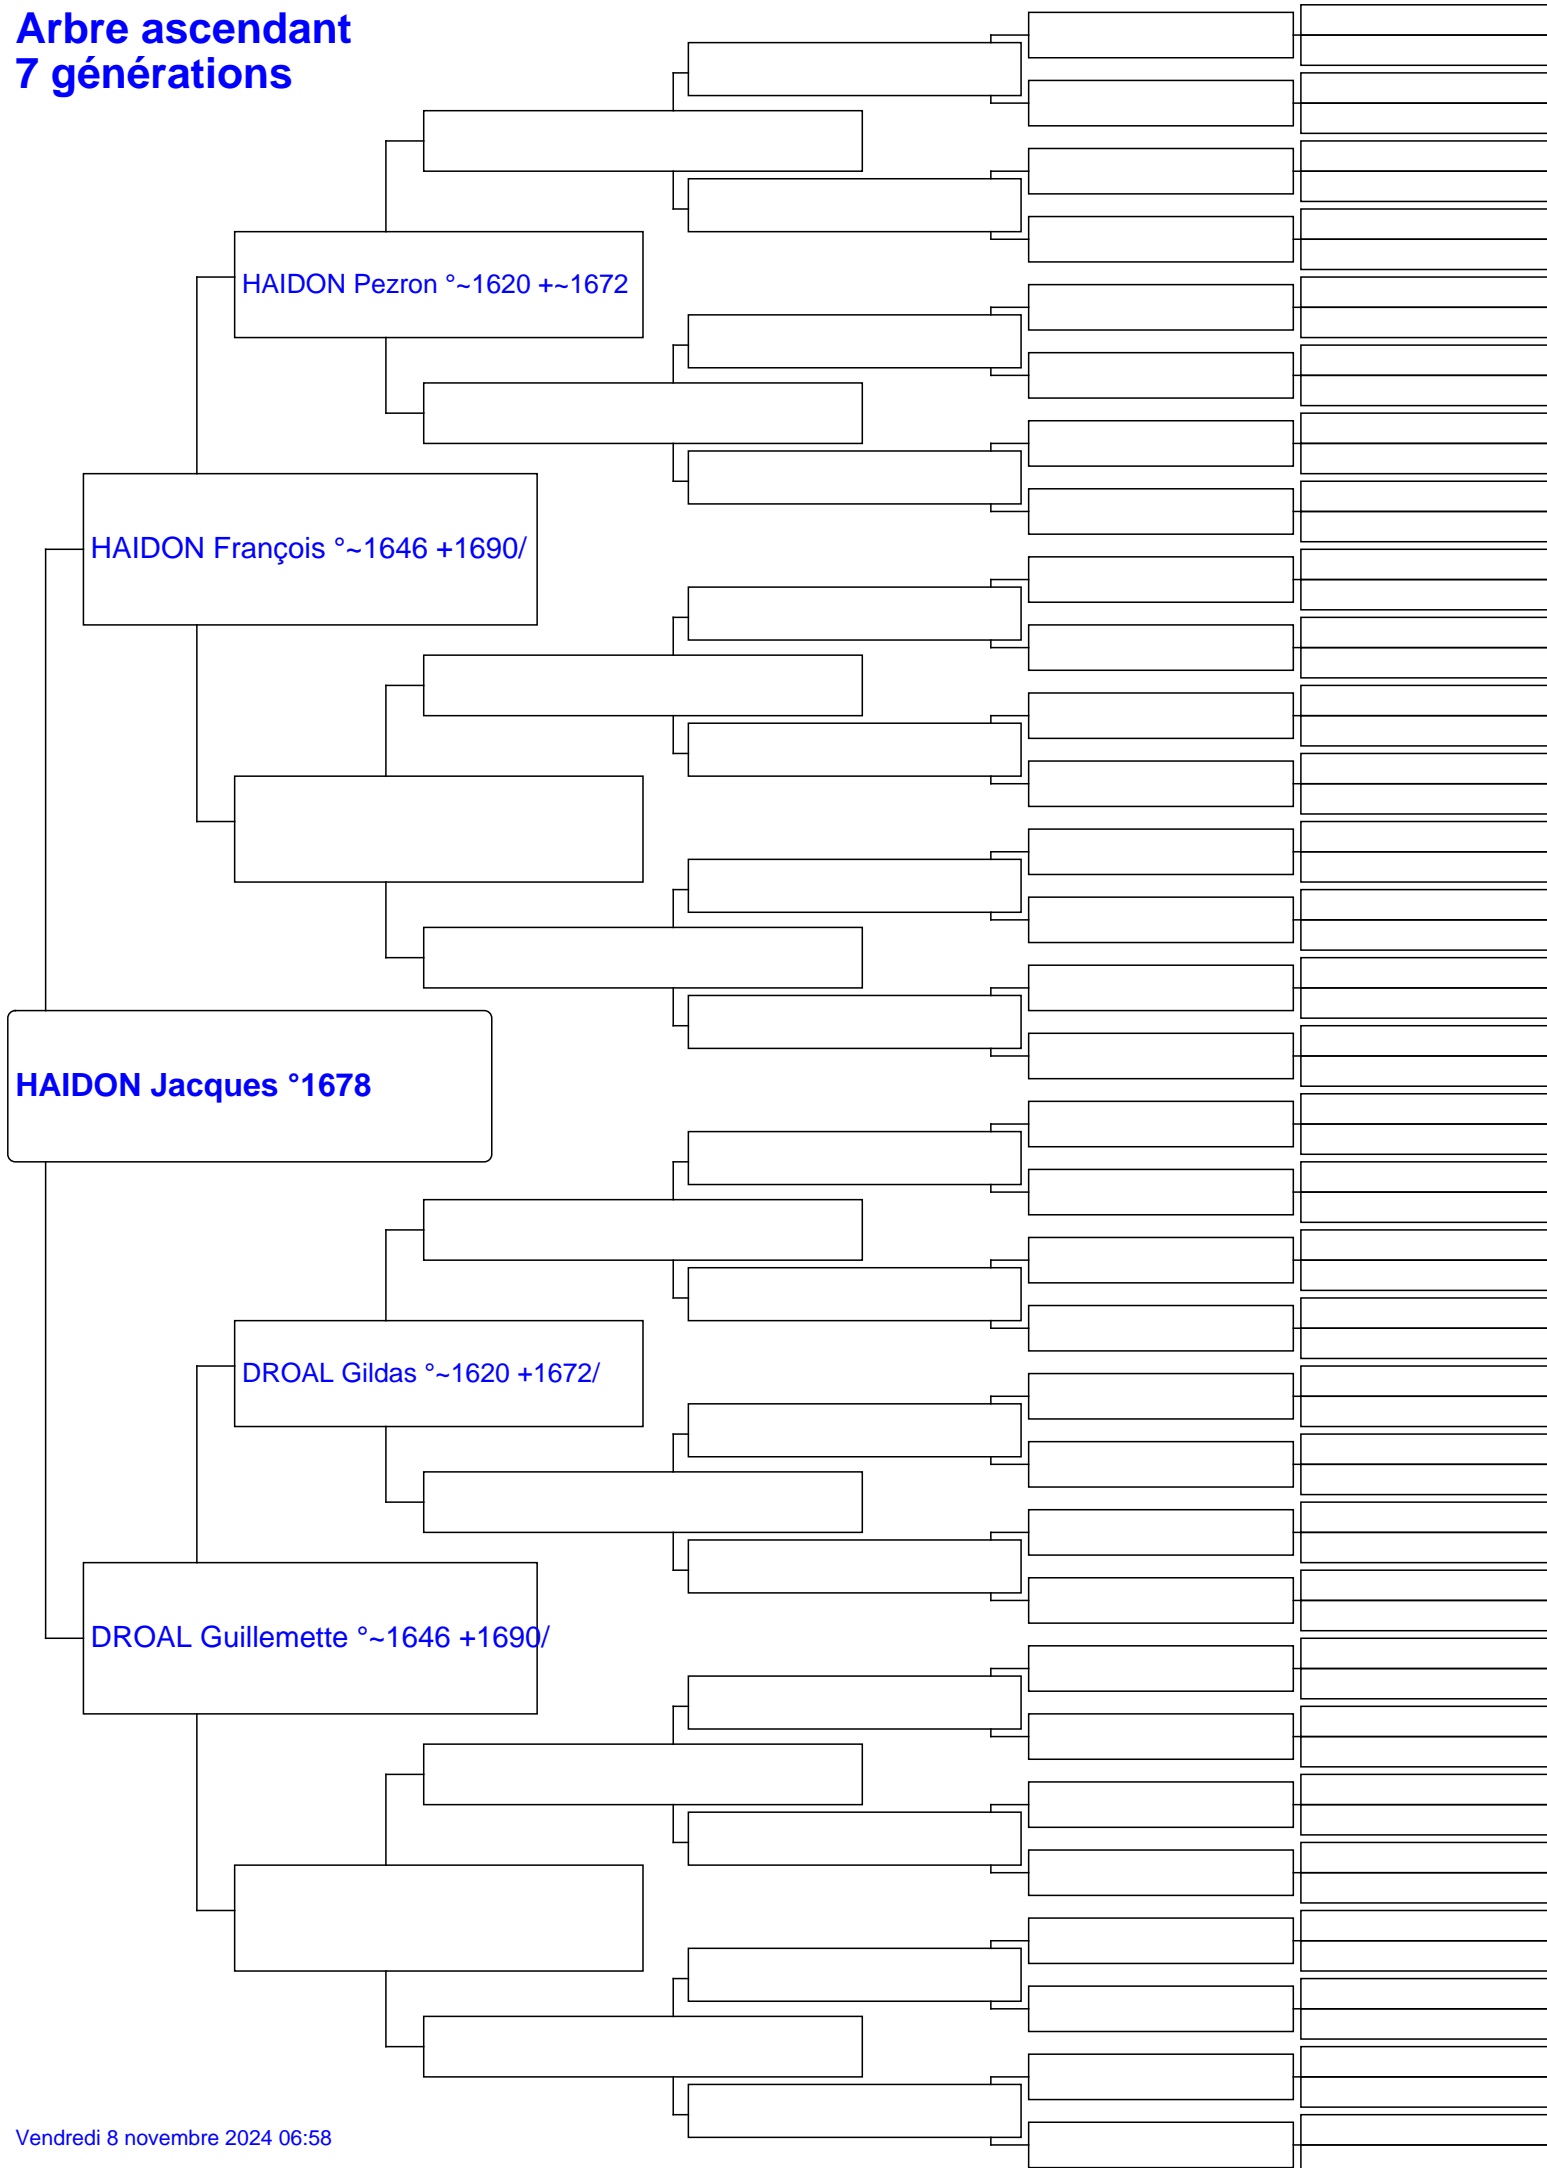 Arbre ascendant
7 générations
HAIDON Pezron °~1620 +~1672
HAIDON François °~1646 +1690/
HAIDON Jacques °1678
DROAL Gildas °~1620 +1672/
DROAL Guillemette °~1646 +1690/
Vendredi 8 novembre 2024 06:58